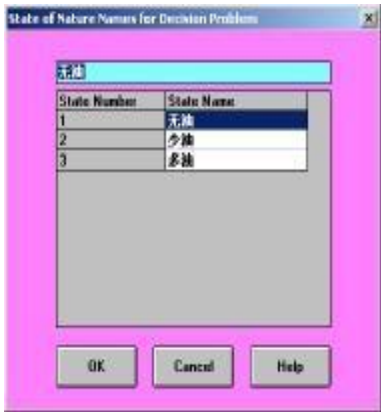 State of Nature Names for Decision Problem
无油
State Number State Name
1 无油
2 少油
3 多油
OK Cancel Help